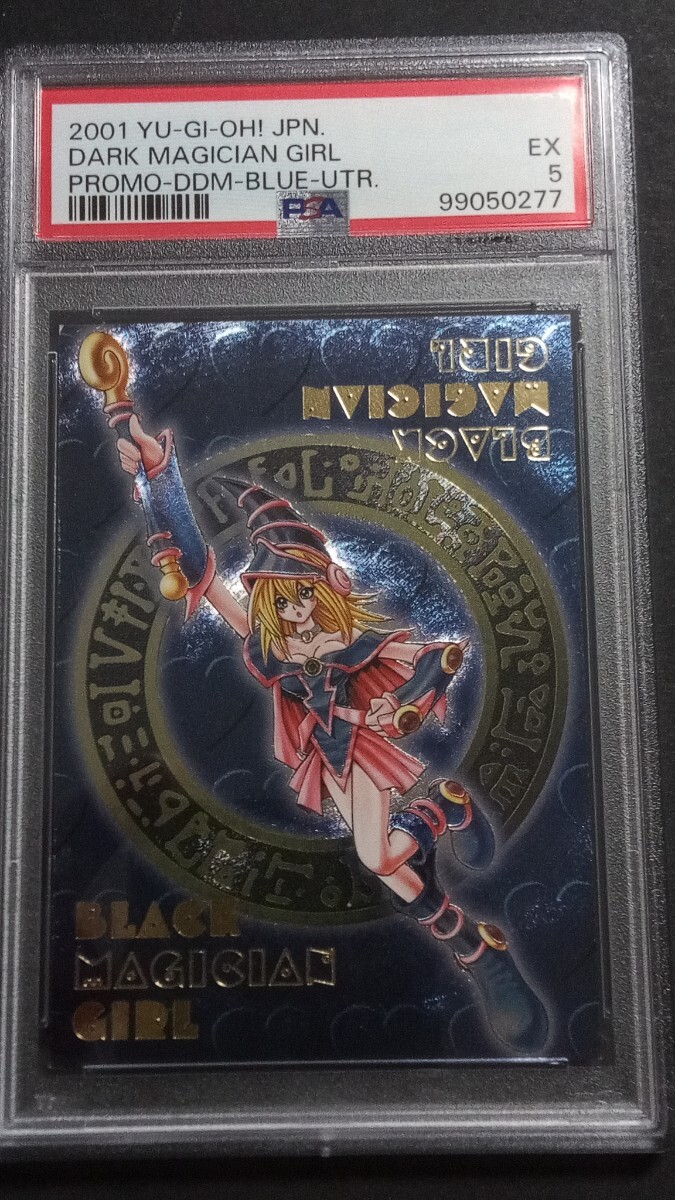 2001 YU-GI-OH! JPN.
DARK MAGICIAN GIRL
EX
PROMO-DDM-BLUE-UTR.
5
PSA
99050277
BLACK
MAGICIAN
GIRL
BLACK
MAGICIAN
GIRL